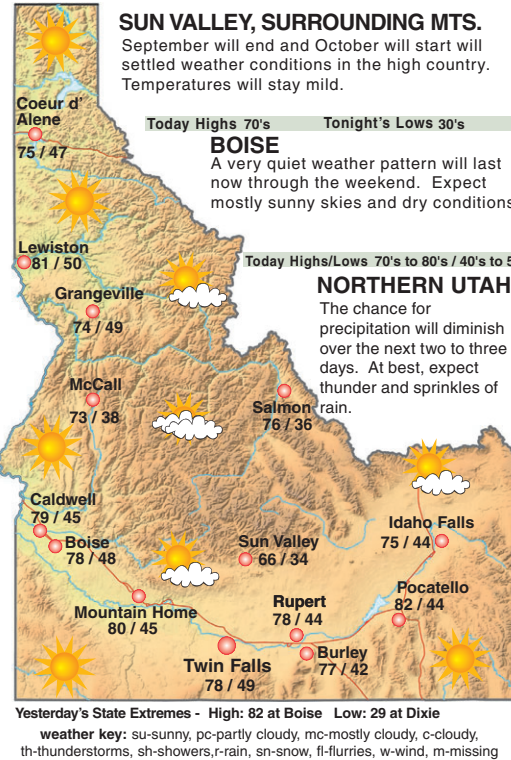 SUN VALLEY, SURROUNDING MTS.
September will end and October will start will
settled weather conditions in the high country.
Temperatures will stay mild.
Today Highs 70's Tonight's Lows 30's
BOISE
A very quiet weather pattern will last
now through the weekend. Expect
mostly sunny skies and dry conditions
Today Highs/Lows 70's to 80's / 40's to 5
NORTHERN UTAH
The chance for
precipitation will diminish
over the next two to three
days. At best, expect
thunder and sprinkles of
rain.
Coeur d'
Alene
75 / 47
Lewiston
81 / 50
Grangeville
74 / 49
McCall
73 / 38
Salmon
76 / 36
Caldwell
79 / 45
Boise
78 / 48
Sun Valley
66 / 34
Idaho Falls
75 / 44
Mountain Home
80 / 45
Rupert
78 / 44
Pocatello
82 / 44
Burley
77 / 42
Twin Falls
78 / 49
Yesterday's State Extremes - High: 82 at Boise Low: 29 at Dixie
weather key: su-sunny, pc-partly cloudy, mc-mostly cloudy, c-cloudy,
th-thunderstorms, sh-showers,r-rain, sn-snow, fl-flurries, w-wind, m-missing